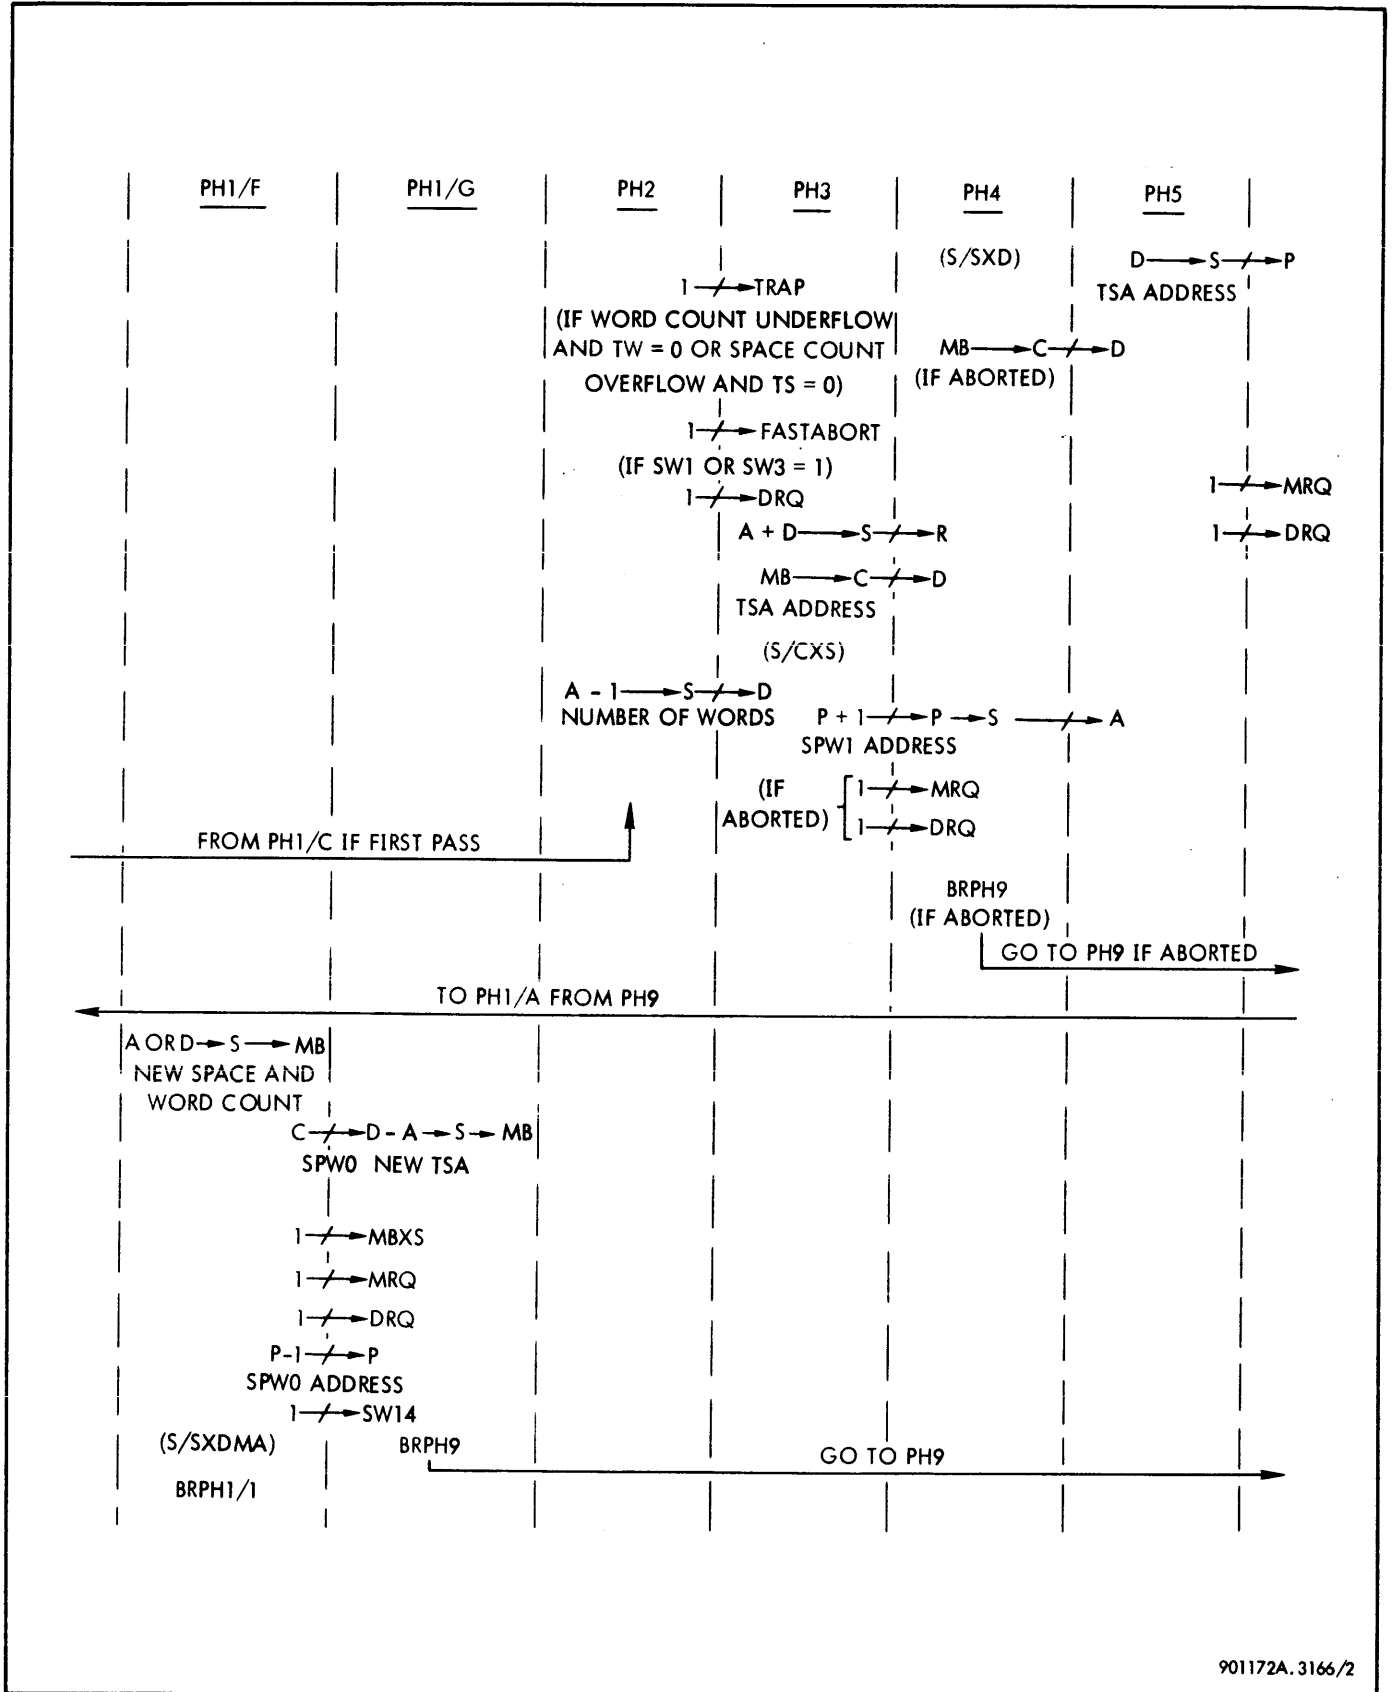 PH1/F PH1/G PH2 PH3 PH4 PH5
(S/SXD) D S P
1 TRAP TSA ADDRESS
(IF WORD COUNT UNDERFLOW
AND TW = 0 OR SPACE COUNT MB C D
OVERFLOW AND TS = 0) (IF ABORTED)
1 FASTABORT
(IF SW1 OR SW3 = 1)
1 MRQ
1 DRQ
A + D S R 1 DRQ
MB C D
TSA ADDRESS
(S/CXS)
A - 1 S D
NUMBER OF WORDS P + 1 P S A
SPW1 ADDRESS
(IF 1 MRQ
ABORTED) 1 DRQ
FROM PH1/C IF FIRST PASS
BRPH9
(IF ABORTED)
GO TO PH9 IF ABORTED
TO PH1/A FROM PH9
A OR D S MB
NEW SPACE AND
WORD COUNT
C D - A S MB
SPW0 NEW TSA
1 MBXS
1 MRQ
1 DRQ
P-1 P
SPW0 ADDRESS
1 SW14
(S/SXDMA) BRPH9 GO TO PH9
BRPH1/1
901172A.3166/2